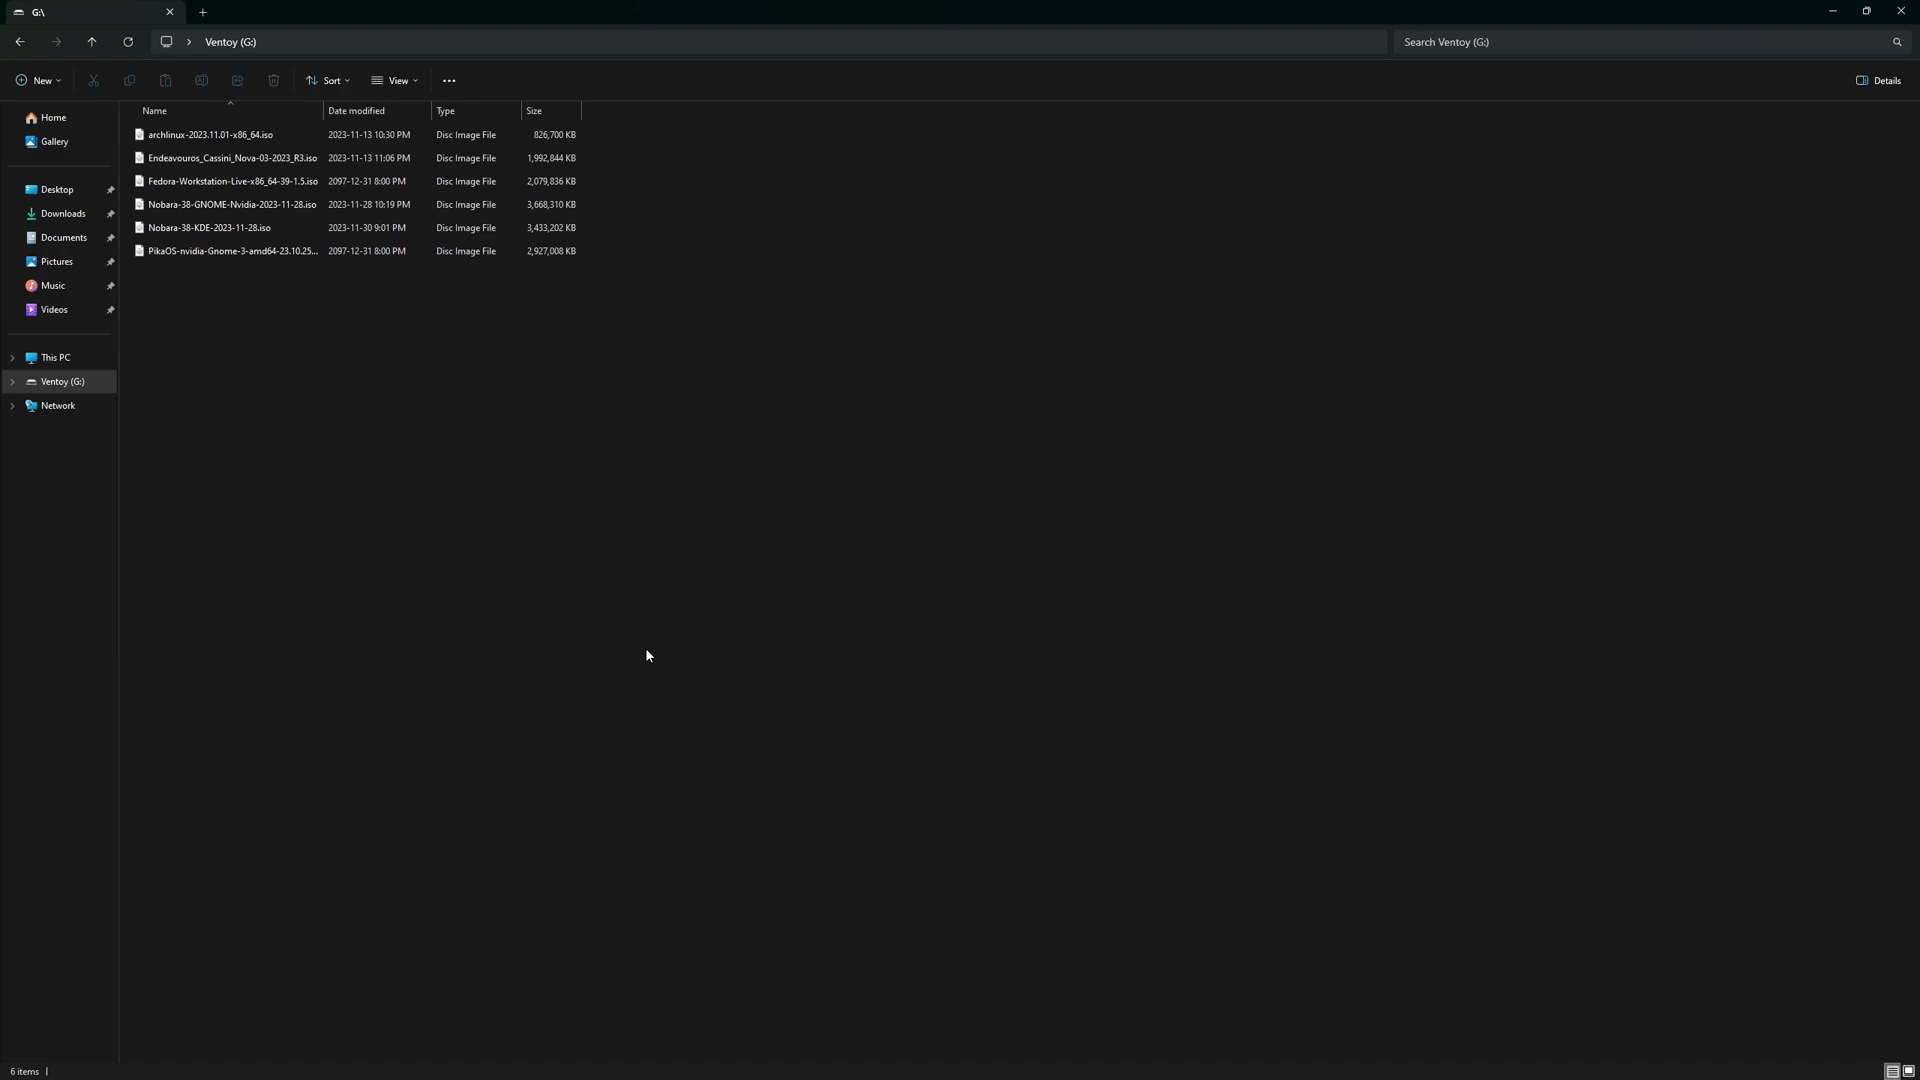 G:\
Ventoy (G:)
Search Ventoy (G:)
New
Sort
View
Details
Home
Gallery
Desktop
Downloads
Documents
Pictures
Music
Videos
This PC
Ventoy (G:)
Network
Name Date modified Type Size
archlinux-2023.11.01-x86_64.iso 2023-11-13 10:30 PM Disc Image File 826,700 KB
Endeavouros_Cassini_Nova-03-2023_R3.iso 2023-11-13 11:06 PM Disc Image File 1,992,844 KB
Fedora-Workstation-Live-x86_64-39-1.5.iso 2097-12-31 8:00 PM Disc Image File 2,079,836 KB
Nobara-38-GNOME-Nvidia-2023-11-28.iso 2023-11-28 10:19 PM Disc Image File 3,668,310 KB
Nobara-38-KDE-2023-11-28.iso 2023-11-30 9:01 PM Disc Image File 3,433,202 KB
PikaOS-nvidia-Gnome-3-amd64-23.10.25... 2097-12-31 8:00 PM Disc Image File 2,927,008 KB
6 items